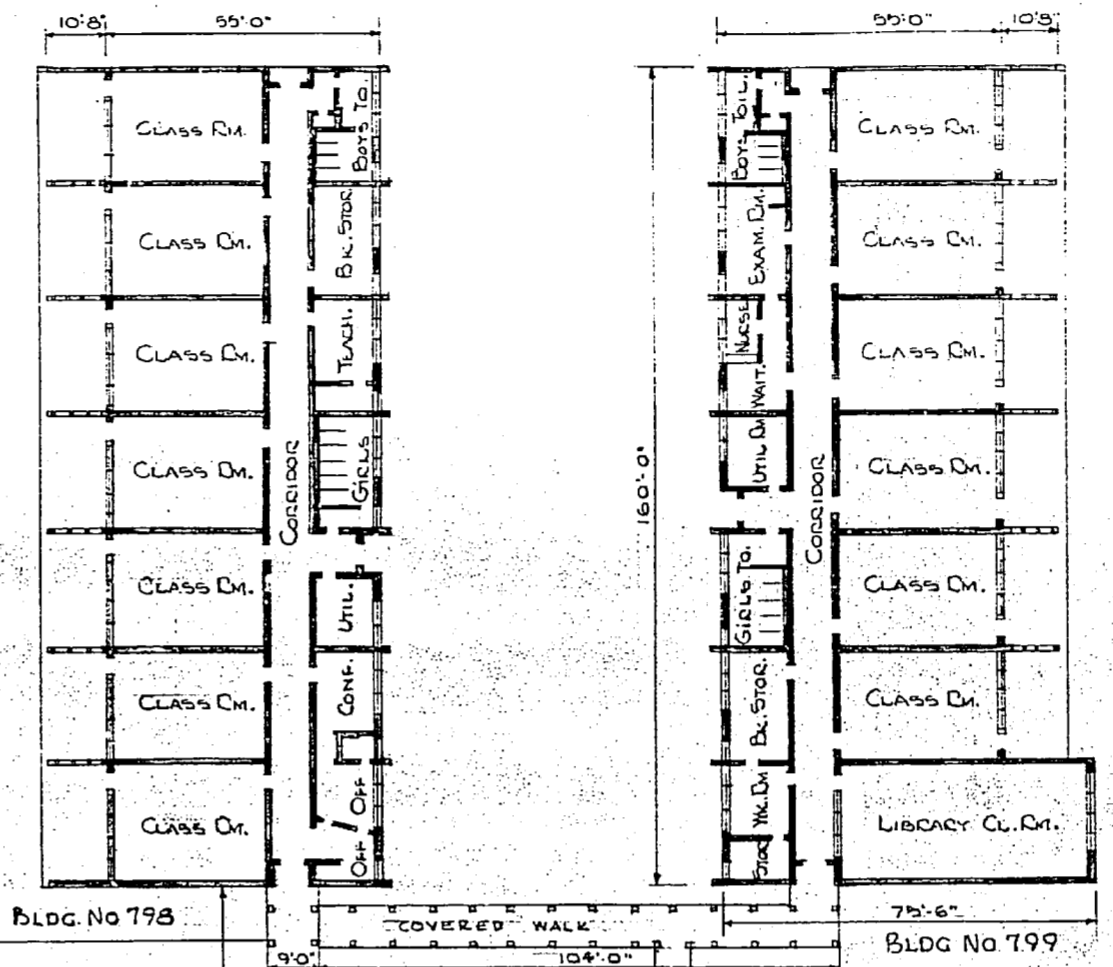 10'-8" 55'-0"
55'-0" 10'-8"
CLASS RM.
CLASS RM.
CLASS RM.
CLASS RM.
CLASS RM.
CLASS RM.
CLASS RM.
CORRIDOR
BOYS TO
BK. STOR.
TEACH.
GIRLS
UTIL.
CONF.
OFF
OFF
160'-0"
BOYS TOIL.
EXAM. RM.
NURSE
WAIT.
UTIL RM
GIRLS TO.
BK. STOR.
WK. RM
STOR
CORRIDOR
CLASS RM.
CLASS RM.
CLASS RM.
CLASS RM.
CLASS RM.
CLASS RM.
LIBRARY CL. RM.
BLDG. NO 798
COVERED WALK
75'-6"
BLDG NO 799
9'0" 104'-0"